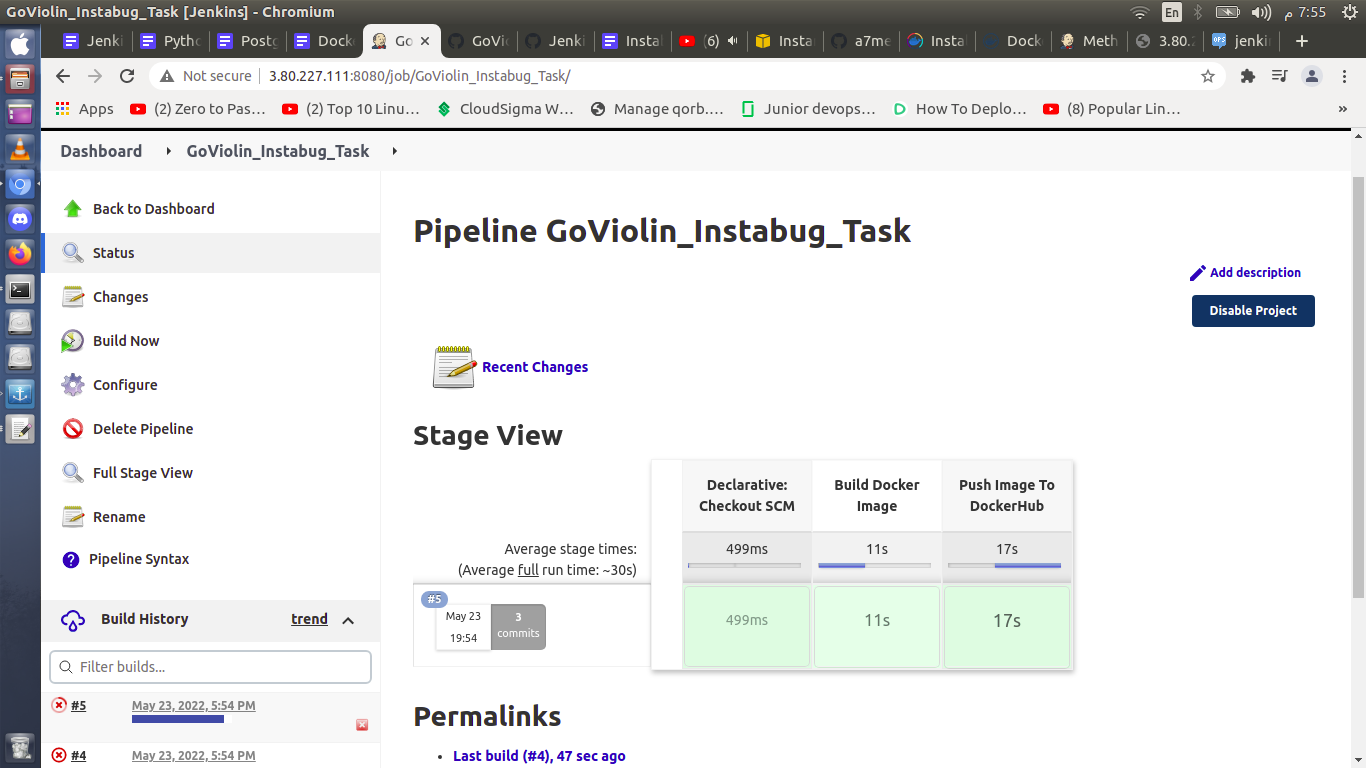 GoViolin_Instabug_Task [Jenkins] - Chromium
En
7:55 م
Jenki
Pytho
Postg
Dock
Go
GoVio
Jenki
Insta
(6)
Insta
a7me
Insta
Dock
Meth
3.80.
jenki
Not secure
3.80.227.111:8080/job/GoViolin_Instabug_Task/
Apps
(2) Zero to Pas…
(2) Top 10 Linu…
CloudSigma W…
Manage qorb.…
Junior devops…
How To Deplo…
(8) Popular Lin…
»
Dashboard
GoViolin_Instabug_Task
Back to Dashboard
Status
Changes
Build Now
Configure
Delete Pipeline
Full Stage View
Rename
Pipeline Syntax
Build History
trend
Filter builds...
#5
May 23, 2022, 5:54 PM
#4
May 23, 2022, 5:54 PM
Pipeline GoViolin_Instabug_Task
Add description
Disable Project
Recent Changes
Stage View
Declarative:
Checkout SCM
Build Docker
Image
Push Image To
DockerHub
Average stage times:
(Average full run time: ~30s)
499ms
11s
17s
#5
May 23
19:54
3
commits
499ms
11s
17s
Permalinks
Last build (#4), 47 sec ago